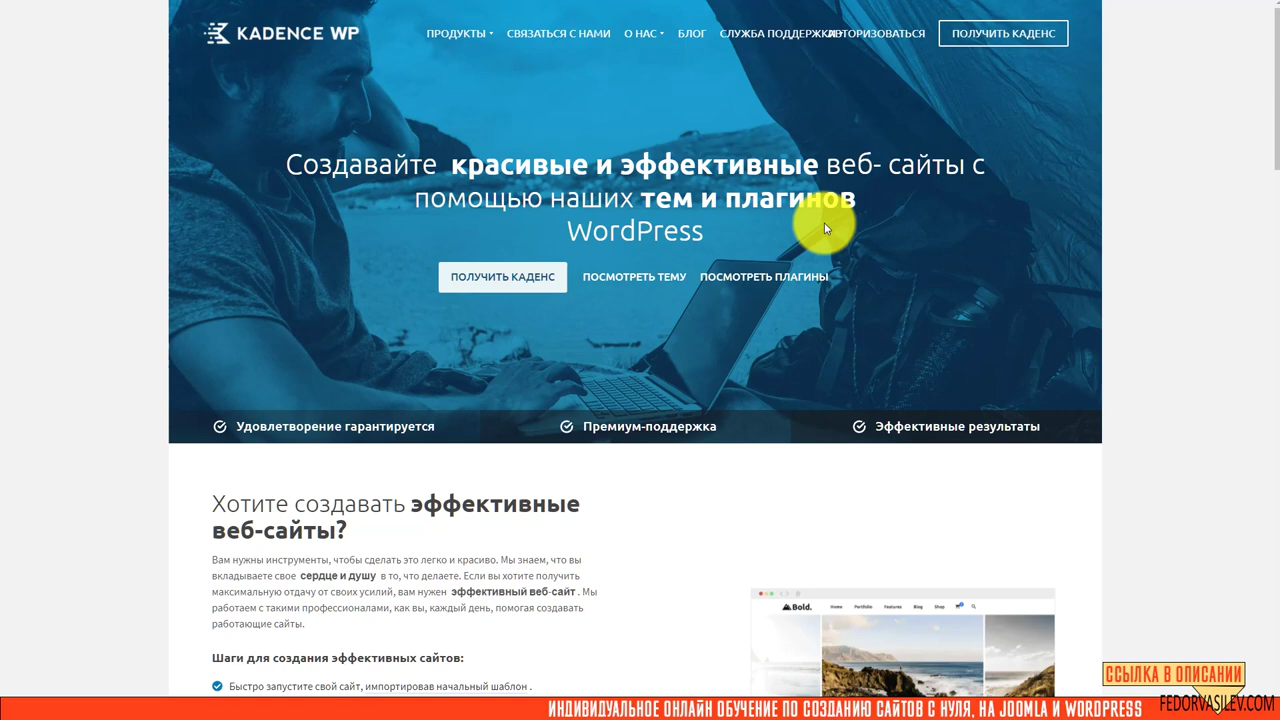 KADENCE WP
ПРОДУКТЫ СВЯЗАТЬСЯ С НАМИ О НАС БЛОГ СЛУЖБА ПОДДЕРЖКИ АВТОРИЗОВАТЬСЯ ПОЛУЧИТЬ КАДЕНС
Создавайте красивые и эффективные веб- сайты с
помощью наших тем и плагинов
WordPress
ПОЛУЧИТЬ КАДЕНС ПОСМОТРЕТЬ ТЕМУ ПОСМОТРЕТЬ ПЛАГИНЫ
Удовлетворение гарантируется Премиум-поддержка Эффективные результаты
Хотите создавать эффективные
веб-сайты?
Вам нужны инструменты, чтобы сделать это легко и красиво. Мы знаем, что вы
вкладываете свое сердце и душу в то, что делаете. Если вы хотите получить
максимальную отдачу от своих усилий, вам нужен эффективный веб-сайт . Мы
работаем с такими профессионалами, как вы, каждый день, помогая создавать
работающие сайты.
Шаги для создания эффективных сайтов:
Быстро запустите свой сайт, импортировав начальный шаблон .
Bold. Home Portfolio Features Blog Shop
ССЫЛКА В ОПИСАНИИ
FEDORVASILEV.COM
ИНДИВИДУАЛЬНОЕ ОНЛАЙН ОБУЧЕНИЕ ПО СОЗДАНИЮ САЙТОВ С НУЛЯ, НА JOOMLA И WORDPRESS